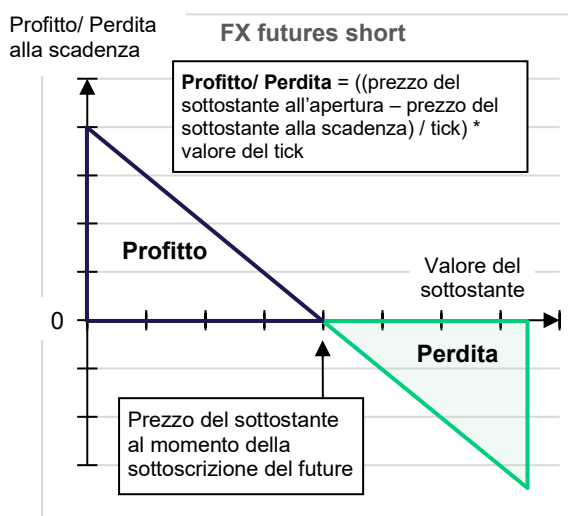 Profitto/ Perdita
alla scadenza
FX futures short
Profitto/ Perdita = ((prezzo del
sottostante all’apertura – prezzo del
sottostante alla scadenza) / tick) *
valore del tick
Profitto
Valore del
sottostante
0
Perdita
Prezzo del sottostante
al momento della
sottoscrizione del future